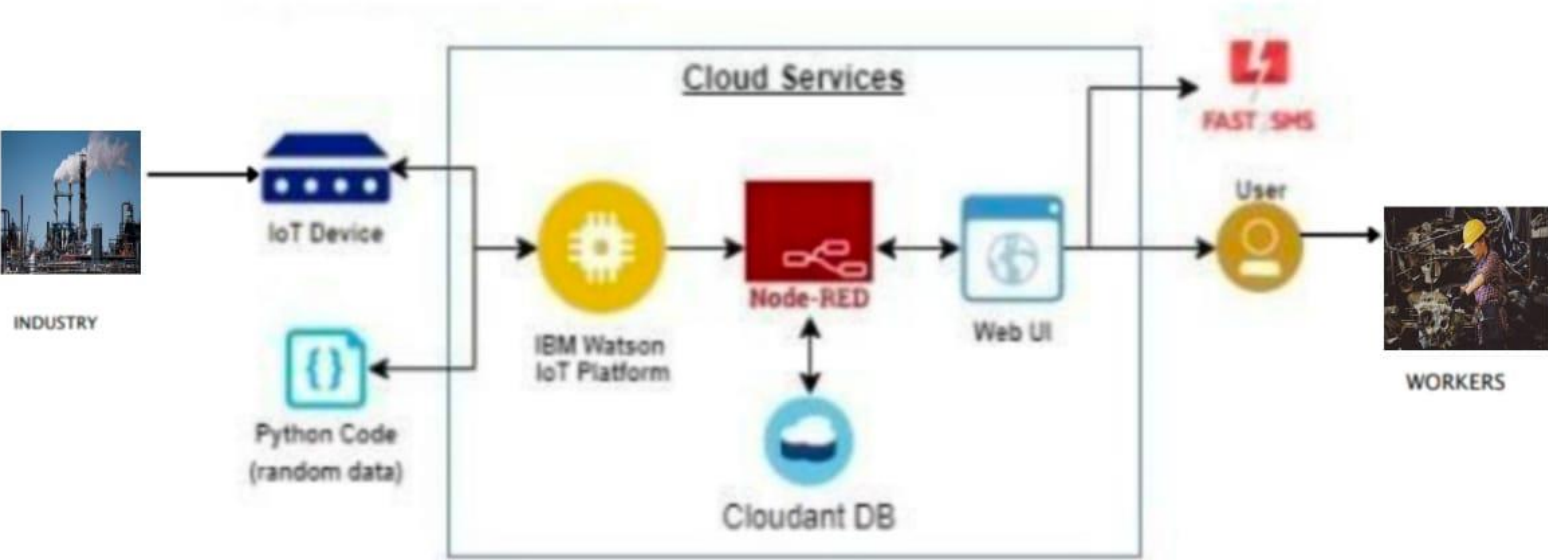 Cloud Services
FAST SMS
User
IoT Device
Node-RED
INDUSTRY
Web UI
IBM Watson
IoT Platform
WORKERS
Python Code
(random data)
Cloudant DB